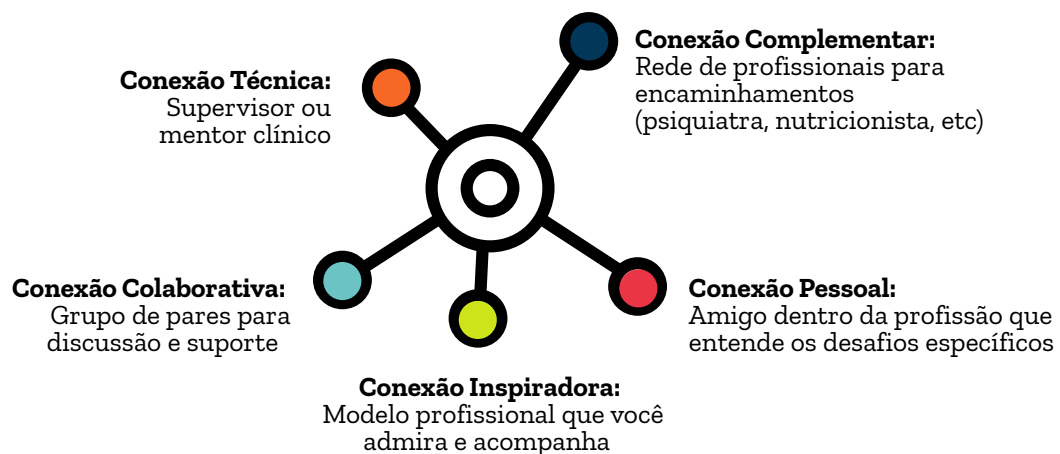 Conexão Técnica:
Supervisor ou
mentor clínico
Conexão Complementar:
Rede de profissionais para
encaminhamentos
(psiquiatra, nutricionista, etc)
Conexão Colaborativa:
Grupo de pares para
discussão e suporte
Conexão Pessoal:
Amigo dentro da profissão que
entende os desafios específicos
Conexão Inspiradora:
Modelo profissional que você
admira e acompanha